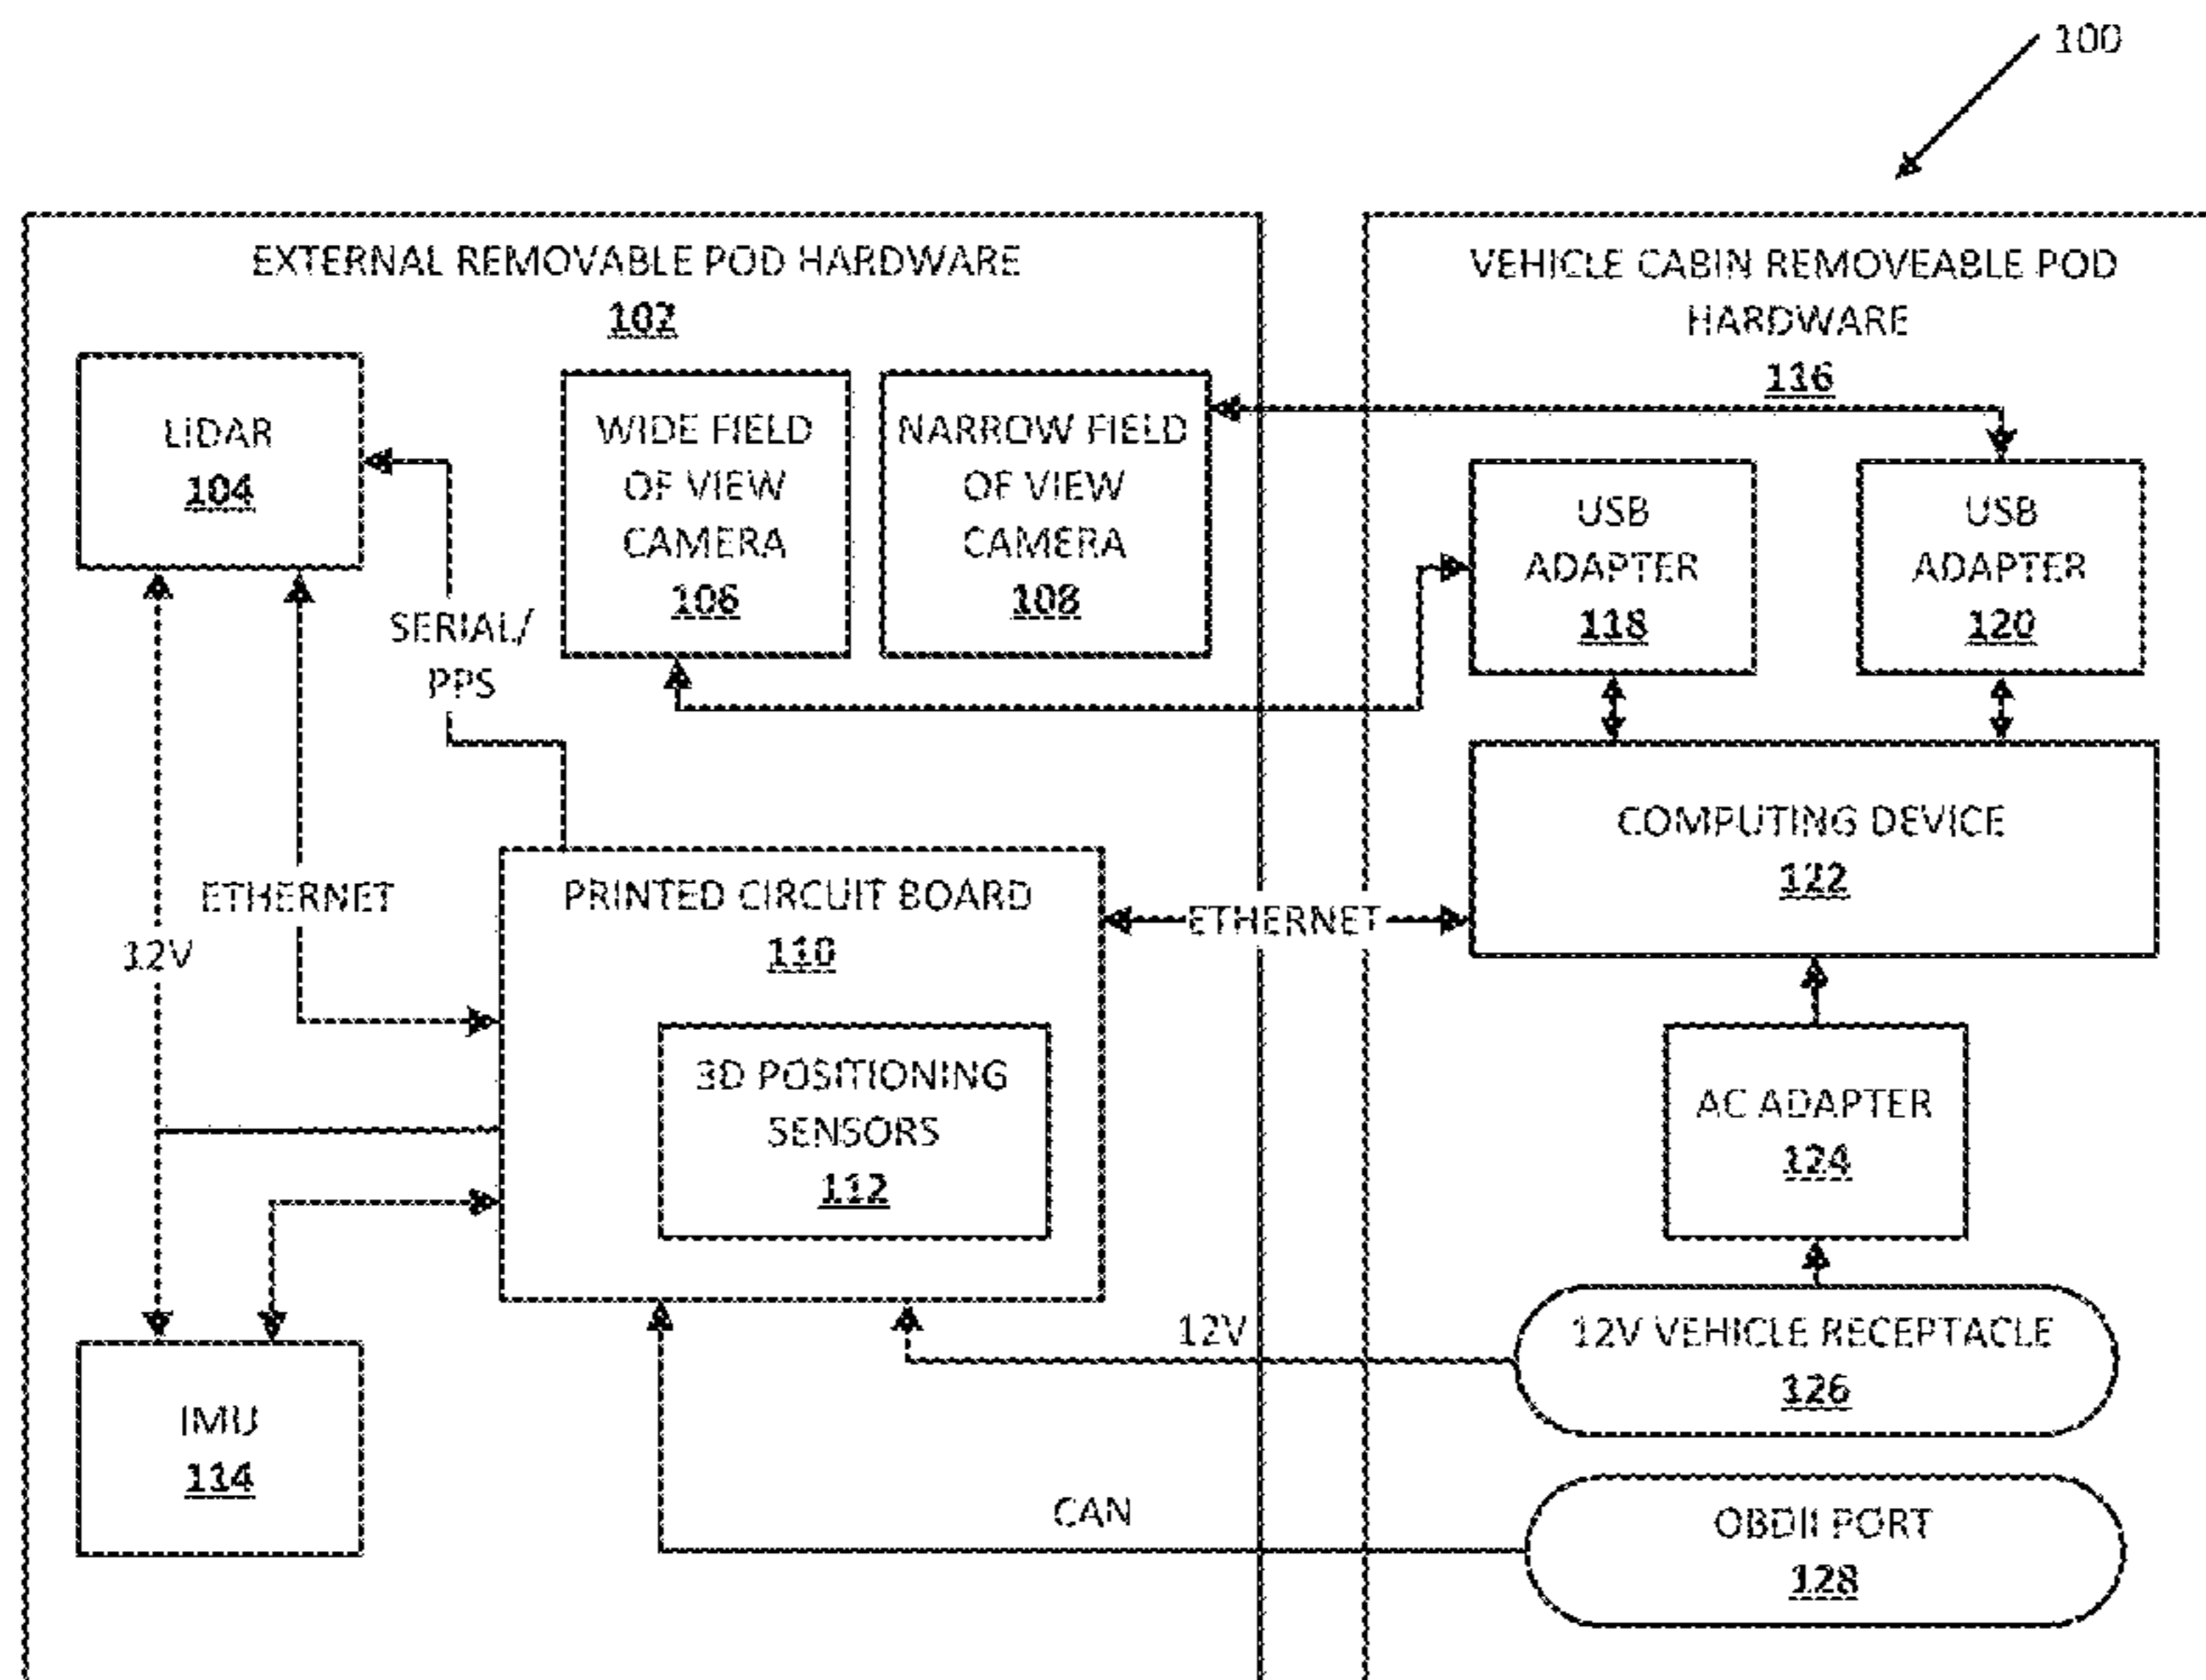 100
EXTERNAL REMOVABLE POD HARDWARE
102
LIDAR
104
WIDE FIELD
OF VIEW
CAMERA
106
NARROW FIELD
OF VIEW
CAMERA
108
SERIAL/
PPS
ETHERNET
12V
PRINTED CIRCUIT BOARD
110
3D POSITIONING
SENSORS
112
IMU
114
ETHERNET
12V
CAN
VEHICLE CABIN REMOVEABLE POD
HARDWARE
116
USB
ADAPTER
118
USB
ADAPTER
120
COMPUTING DEVICE
122
AC ADAPTER
124
12V VEHICLE RECEPTACLE
126
OBDII PORT
128